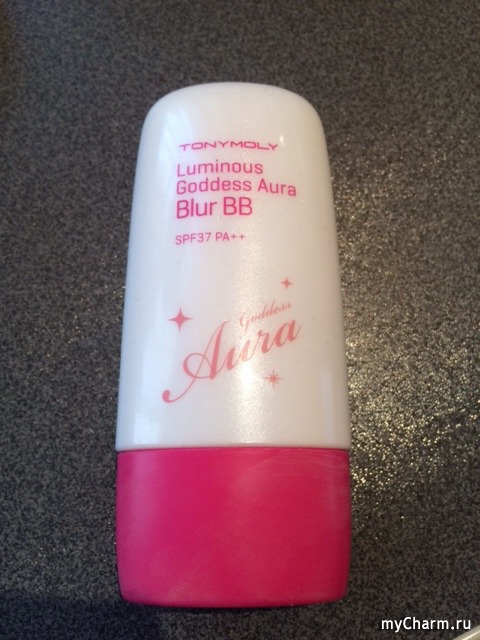 TONYMOLY
Luminous
Goddess Aura
Blur BB
SPF37 PA++
Goddess
Aura
myCharm.ru